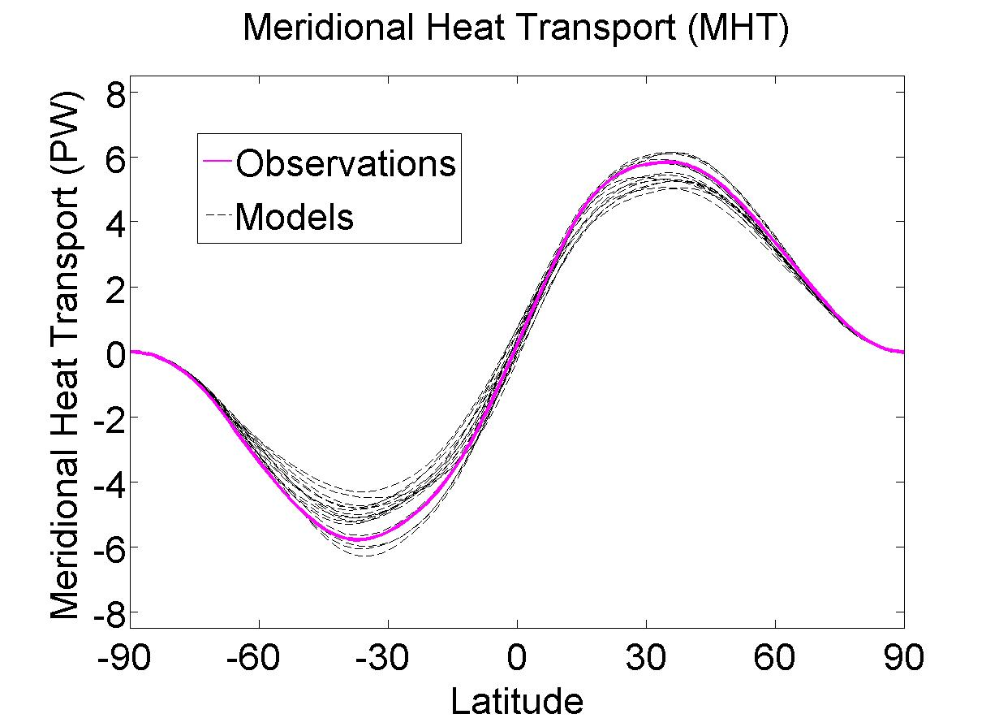 Meridional Heat Transport (MHT)
Meridional Heat Transport (PW)
8
6
4
2
0
-2
-4
-6
-8
Observations
Models
-90 -60 -30 0 30 60 90
Latitude